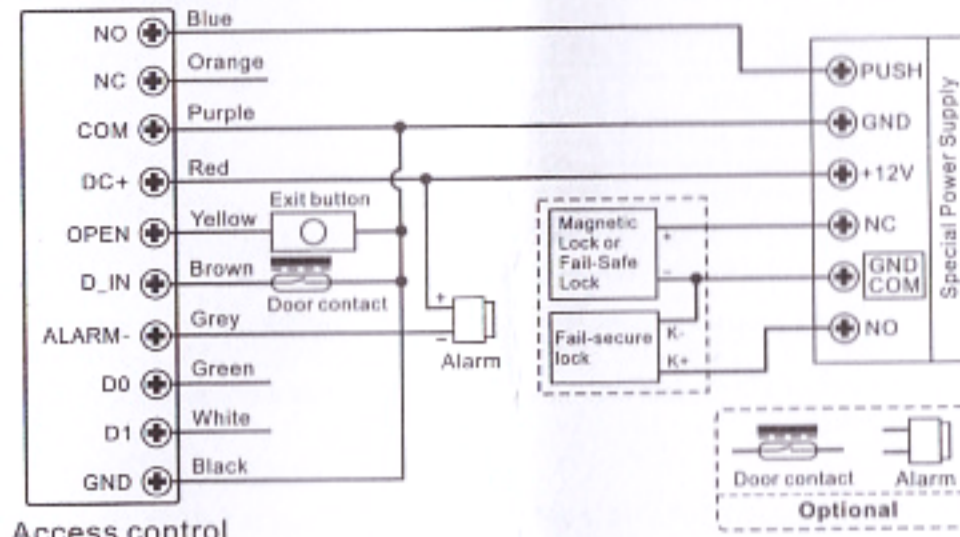 NO Blue
NC Orange
COM Purple
DC+ Red
OPEN Yellow
Exit button
D_IN Brown
Door contact
ALARM- Grey
+
−
Alarm
D0 Green
D1 White
GND Black
Access control
PUSH
GND
+12V
NC
GND
COM
NO
Special Power Supply
Magnetic
Lock or
Fail-Safe
Lock
+
-
Fail-secure
lock
K-
K+
Door contact
Alarm
Optional